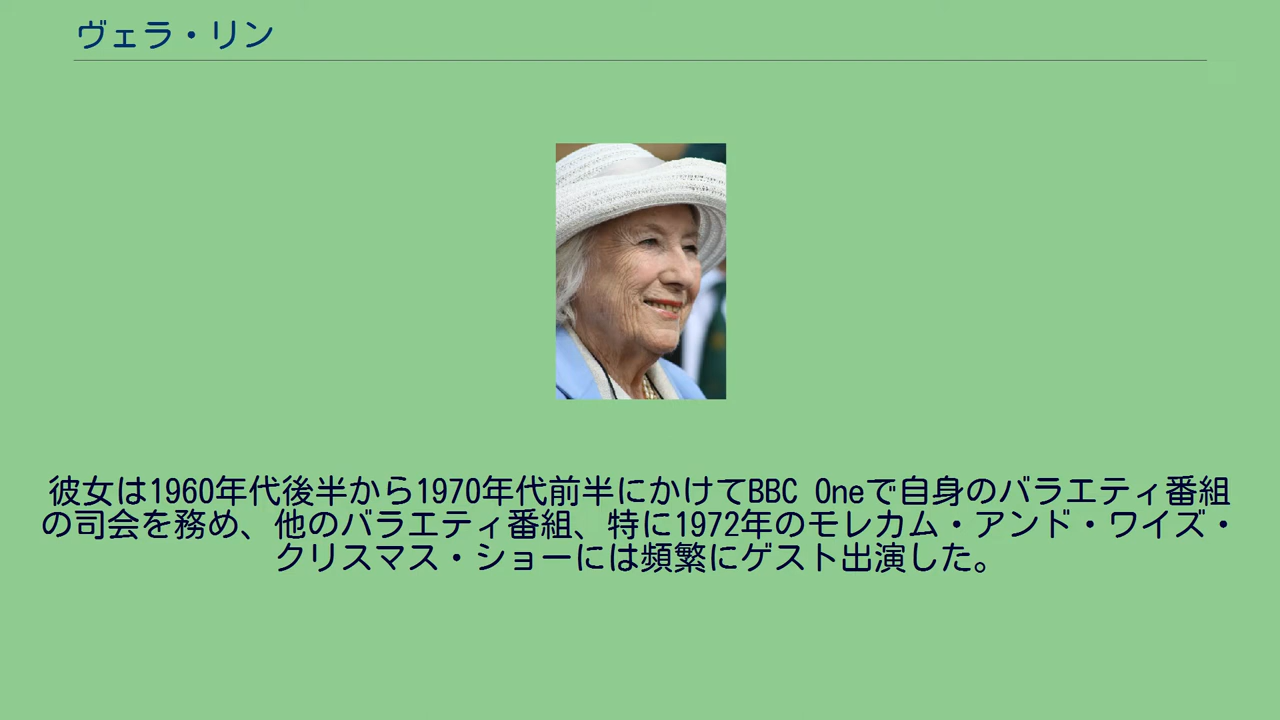 ヴェラ・リン
彼女は1960年代後半から1970年代前半にかけてBBC Oneで自身のバラエティ番組
の司会を務め、他のバラエティ番組、特に1972年のモレカム・アンド・ワイズ・
クリスマス・ショーには頻繁にゲスト出演した。